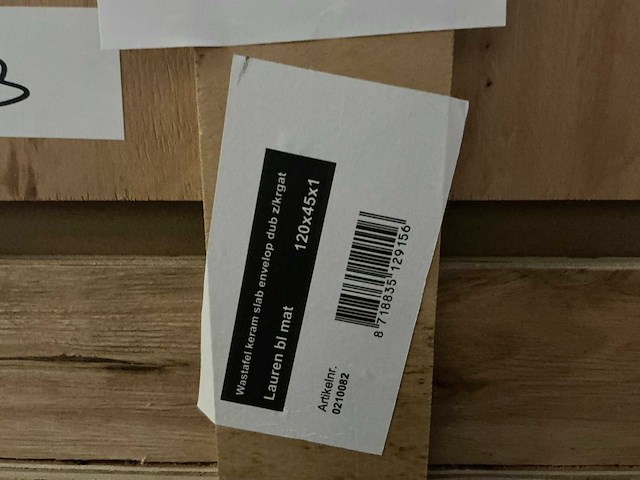 Wastafel keram slab envelop dub z/krgat
Lauren bl mat 120x45x1
8 718835 129156
Artikelnr.
0210082